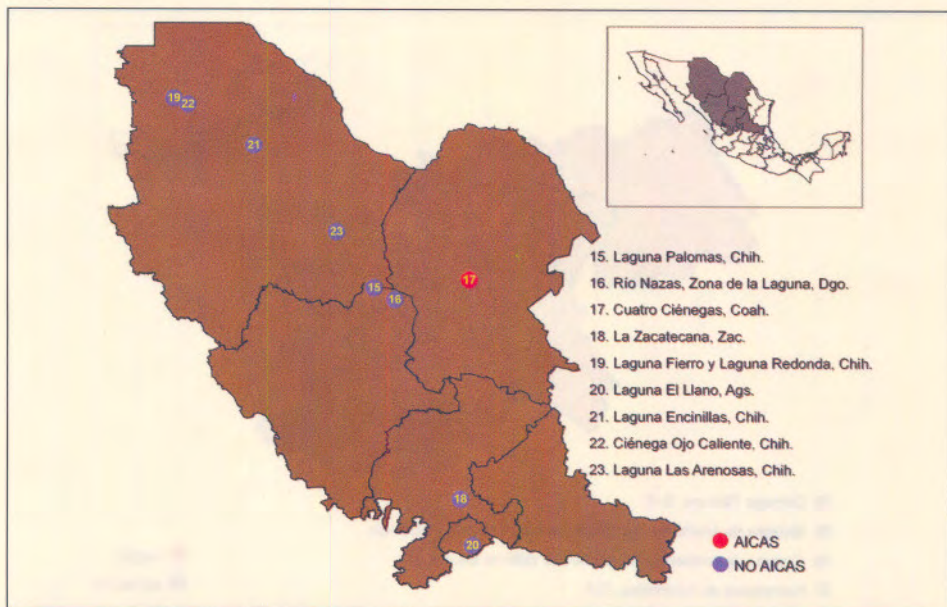 19
22
21
23
15
16
17
18
20
15. Laguna Palomas, Chih.
16. Río Nazas, Zona de la Laguna, Dgo.
17. Cuatro Ciénegas, Coah.
18. La Zacatecana, Zac.
19. Laguna Fierro y Laguna Redonda, Chih.
20. Laguna El Llano, Ags.
21. Laguna Encinillas, Chih.
22. Ciénega Ojo Caliente, Chih.
23. Laguna Las Arenosas, Chih.
AICAS
NO AICAS